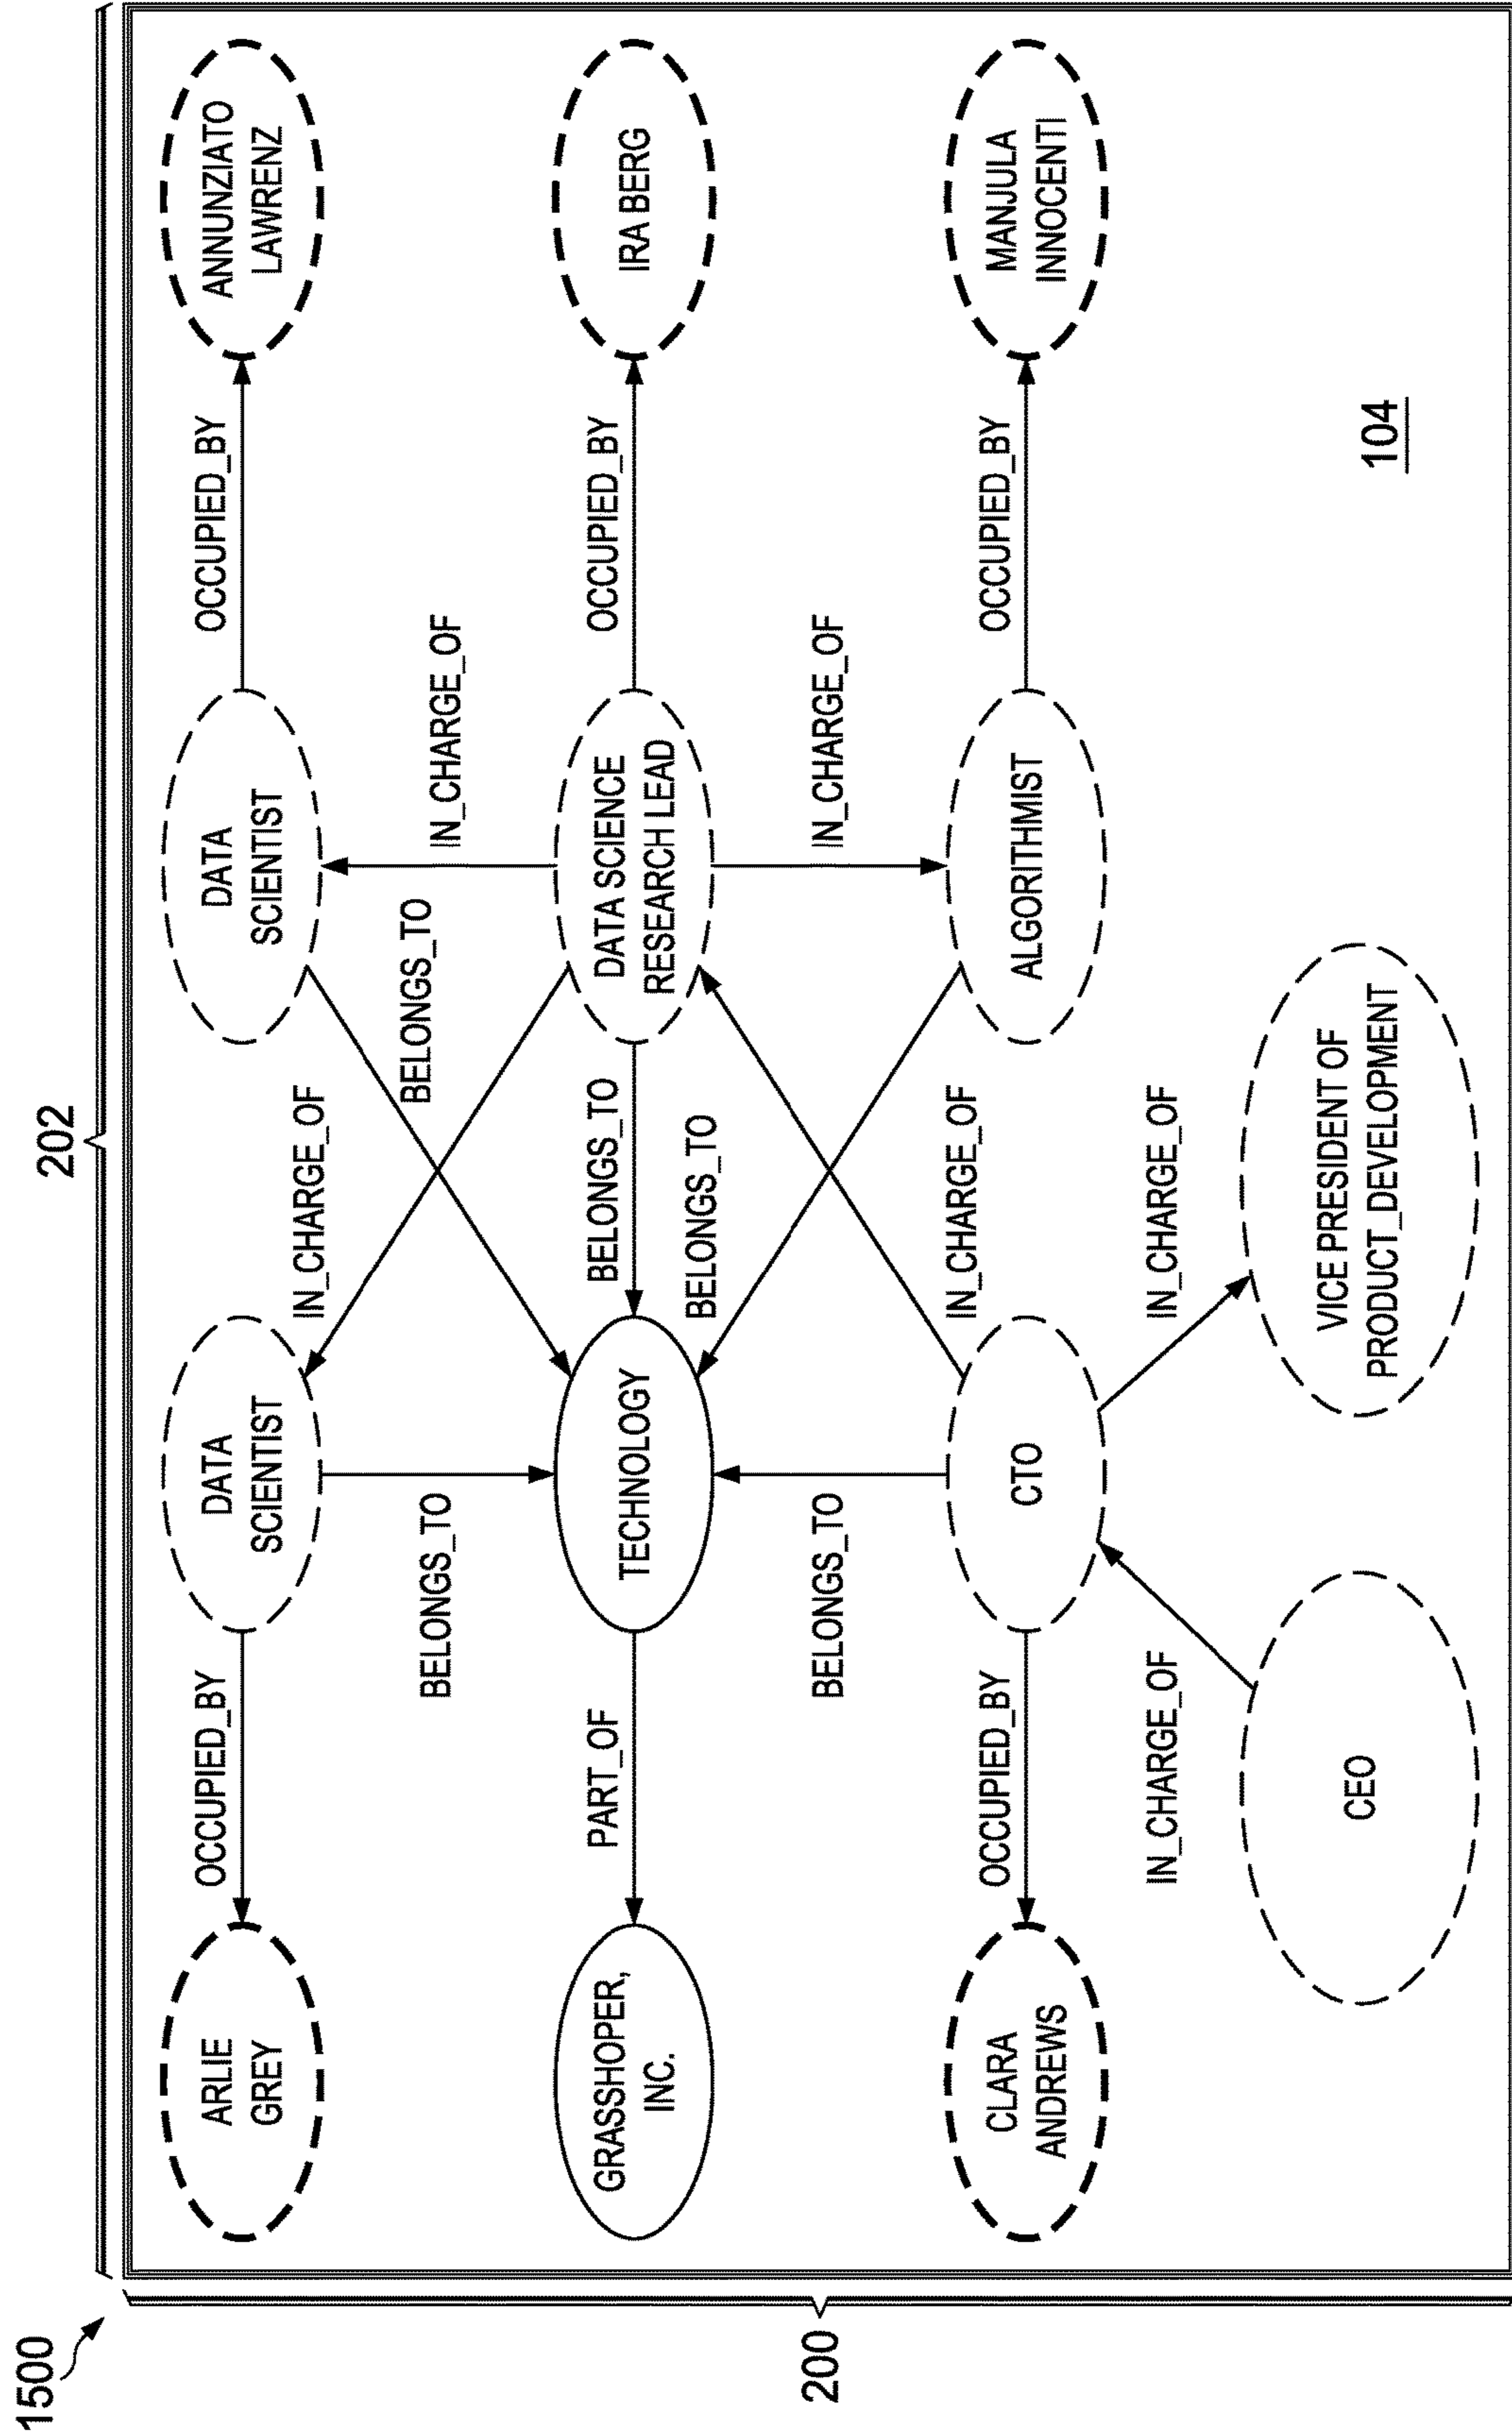 1500
202
200
ARLIE
GREY
OCCUPIED_BY
DATA
SCIENTIST
IN_CHARGE_OF
BELONGS_TO
DATA
SCIENTIST
OCCUPIED_BY
ANNUNZIATO
LAWRENZ
BELONGS_TO
IN_CHARGE_OF
GRASSHOPER,
INC.
PART_OF
TECHNOLOGY
BELONGS_TO
DATA SCIENCE
RESEARCH LEAD
OCCUPIED_BY
IRA BERG
BELONGS_TO
BELONGS_TO
IN_CHARGE_OF
CLARA
ANDREWS
OCCUPIED_BY
CTO
IN_CHARGE_OF
ALGORITHMIST
OCCUPIED_BY
MANJULA
INNOCENTI
IN_CHARGE_OF
IN_CHARGE_OF
CEO
VICE PRESIDENT OF
PRODUCT_DEVELOPMENT
104